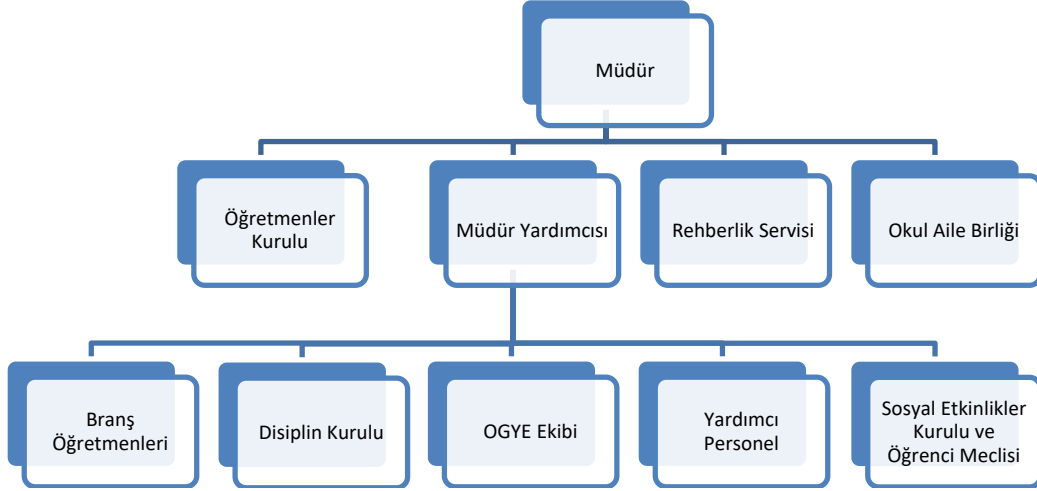 Müdür
Öğretmenler
Kurulu
Müdür Yardımcısı
Rehberlik Servisi
Okul Aile Birliği
Branş
Öğretmenleri
Disiplin Kurulu
OGYE Ekibi
Yardımcı
Personel
Sosyal Etkinlikler
Kurulu ve
Öğrenci Meclisi